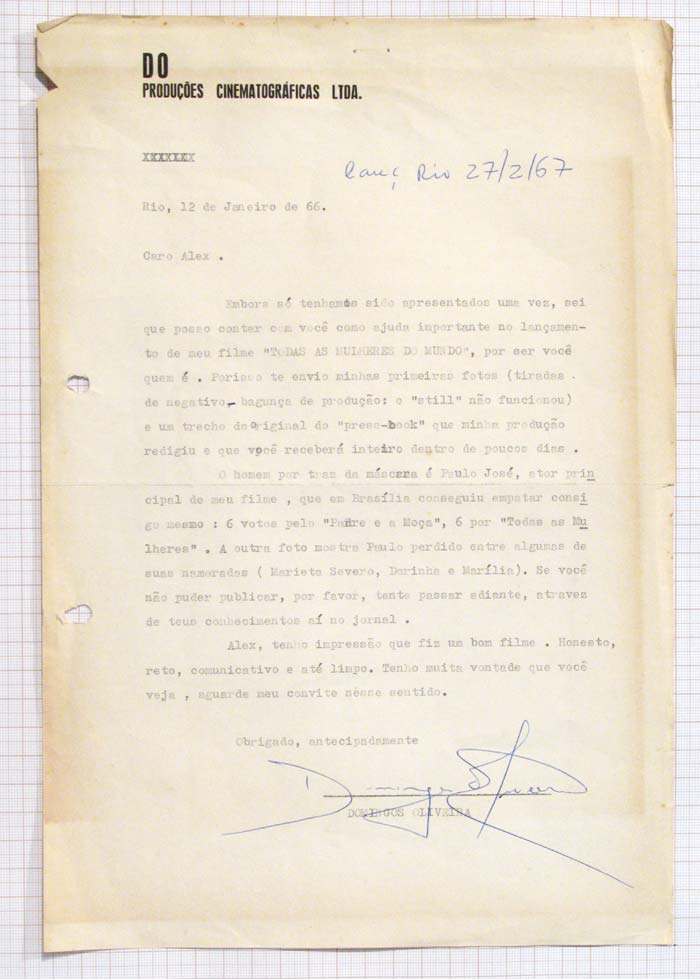 DO
PRODUÇÕES CINEMATOGRÁFICAS LTDA.
XXXXXXX
Lanç Rio 27/2/67
Rio, 12 de Janeiro de 66.
Caro Alex .
Embora só tenhamos sido apresentados uma vez, sei
que posso contar com você como ajuda importante no lançamen-
to de meu filme "TODAS AS MULHERES DO MUNDO", por ser você
quem é . Porisso te envio minhas primeiras fotos (tiradas .
de negativo, bagunça de produção: o "still" não funcionou)
e um trecho do original do "press-book" que minha produção
redigiu e que você receberá inteiro dentro de poucos dias .
O homem por traz da máscara é Paulo José, ator prin
cipal de meu filme , que em Brasília conseguiu empatar consi
go mesmo : 6 votos pelo "Padre e a Moça", 6 por "Todas as Mu
lheres" . A outra foto mostra Paulo perdido entre algumas de
suas namoradas ( Marieta Severo, Dorinha e Marília). Se você
não puder publicar, por favor, tente passar adiante, atravez
de teus conhecimentos aí no jornal .
Alex, tenho impressão que fiz um bom filme . Honesto,
reto, comunicativo e até limpo. Tenho muita vontade que você
veja , aguarde meu convite nesse sentido.
Obrigado, antecipadamente
Domingos Oliveira
DOMINGOS OLIVEIRA